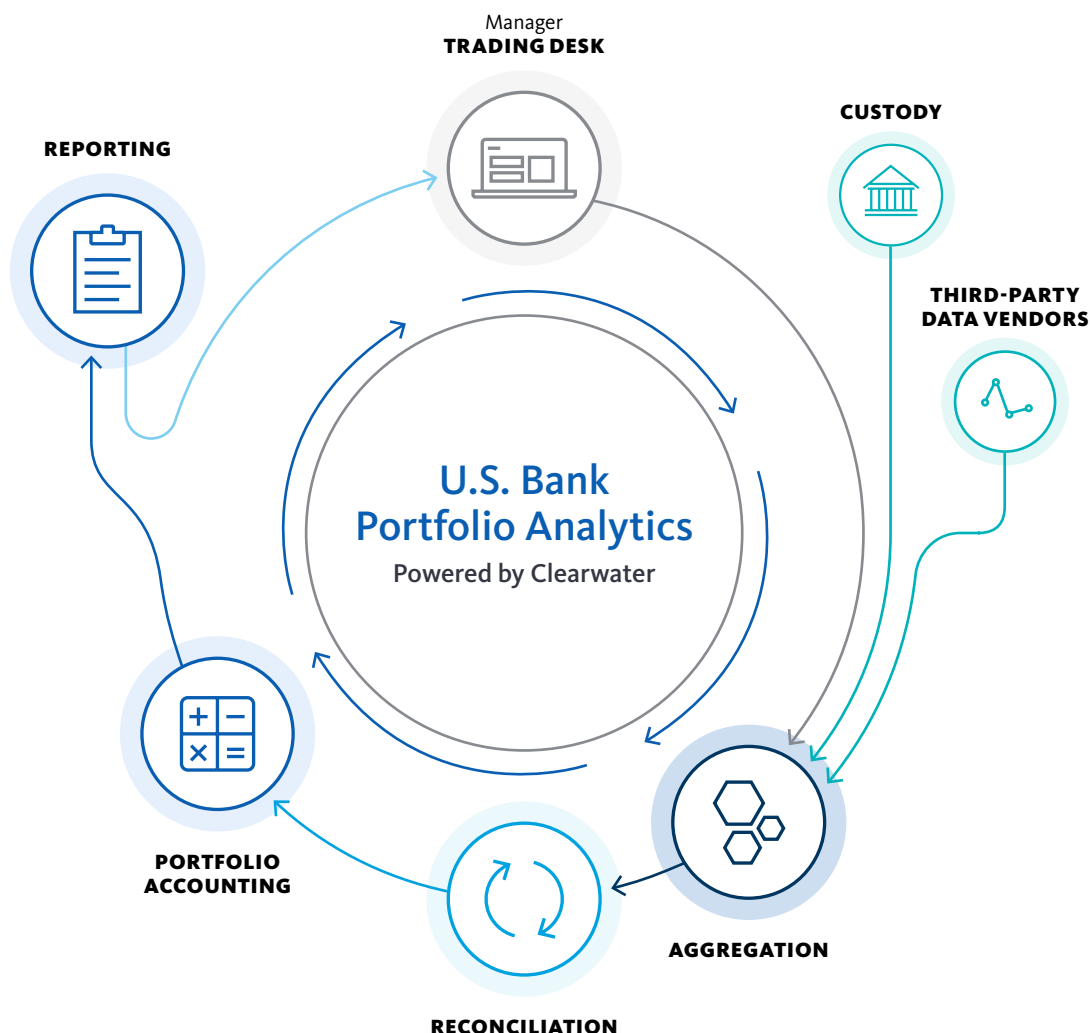 Manager
TRADING DESK
CUSTODY
REPORTING
THIRD-PARTY
DATA VENDORS
U.S. Bank
Portfolio Analytics
Powered by Clearwater
PORTFOLIO
ACCOUNTING
AGGREGATION
RECONCILIATION